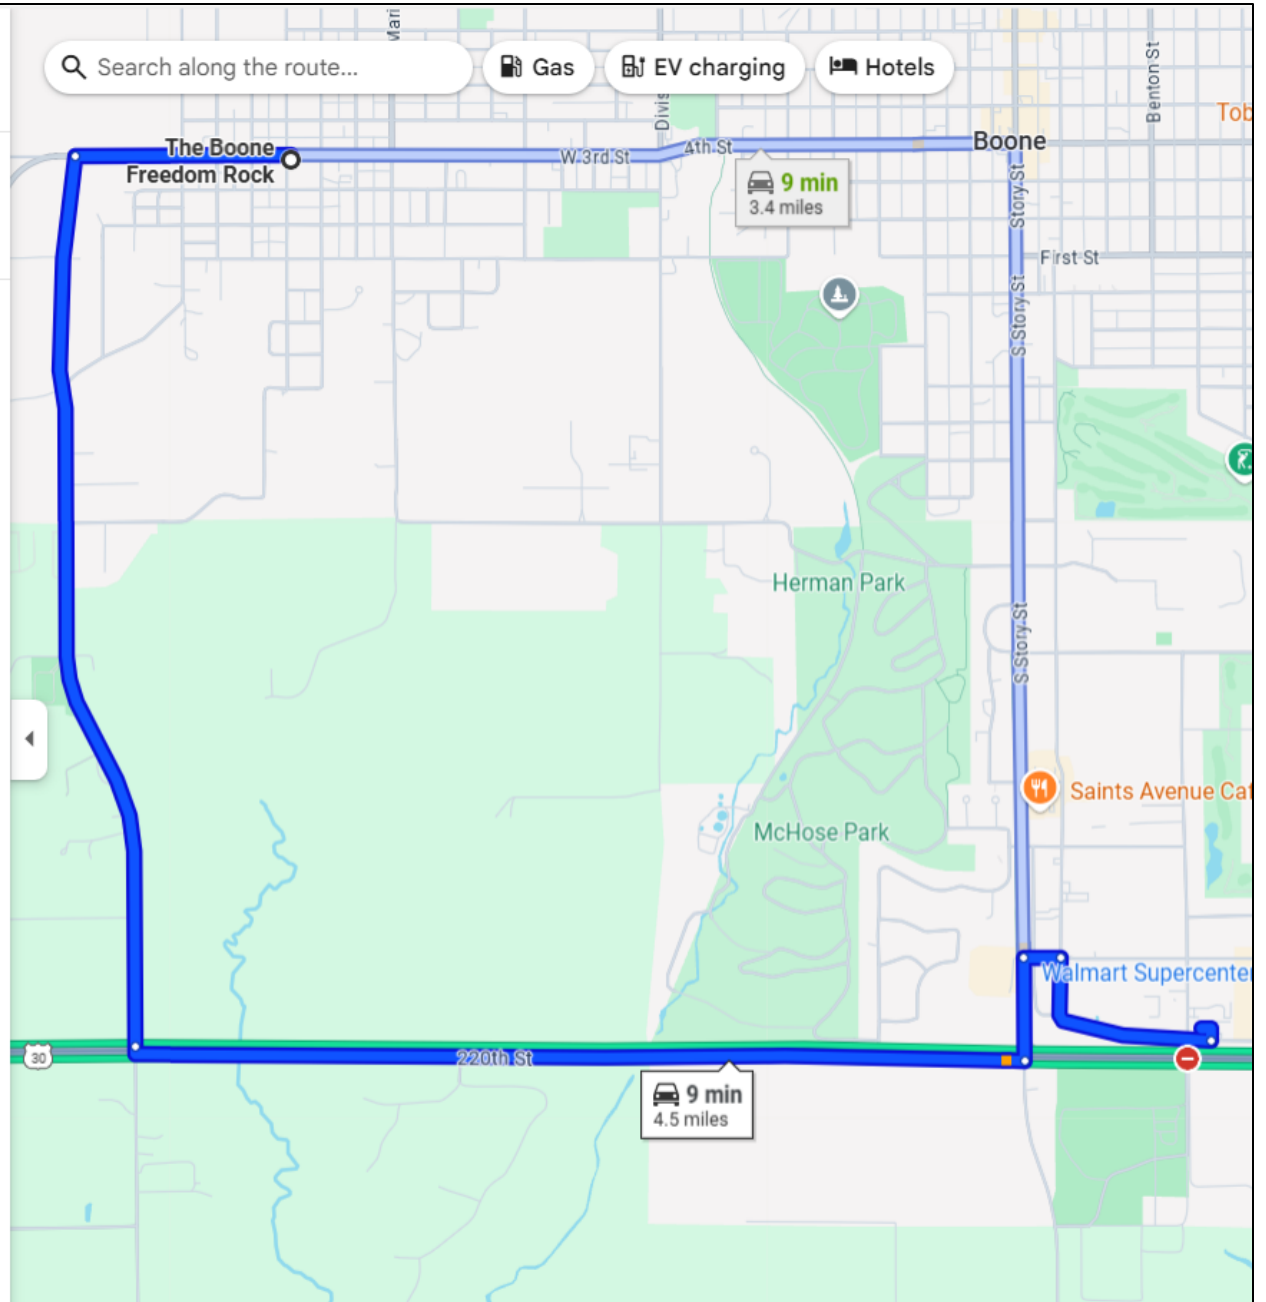 Mari
Search along the route...
Gas
EV charging
Hotels
Benton St
Divis
Tob
The Boone
Freedom Rock
W 3rd St
4th St
Boone
9 min
3.4 miles
Story St
First St
S Story St
Herman Park
S Story St
Saints Avenue Caf
McHose Park
Walmart Supercenter
30
220th St
9 min
4.5 miles